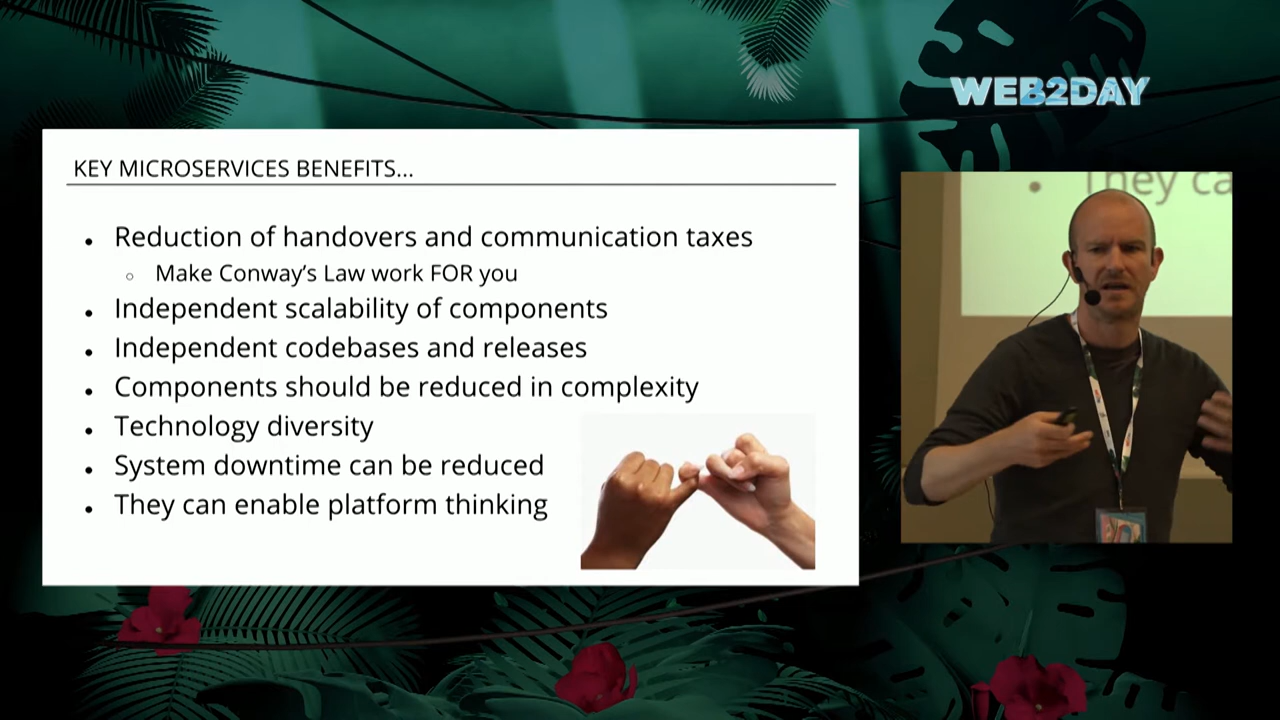 WEB2DAY
KEY MICROSERVICES BENEFITS...
• Reduction of handovers and communication taxes
○ Make Conway's Law work FOR you
• Independent scalability of components
• Independent codebases and releases
• Components should be reduced in complexity
• Technology diversity
• System downtime can be reduced
• They can enable platform thinking
• They ca